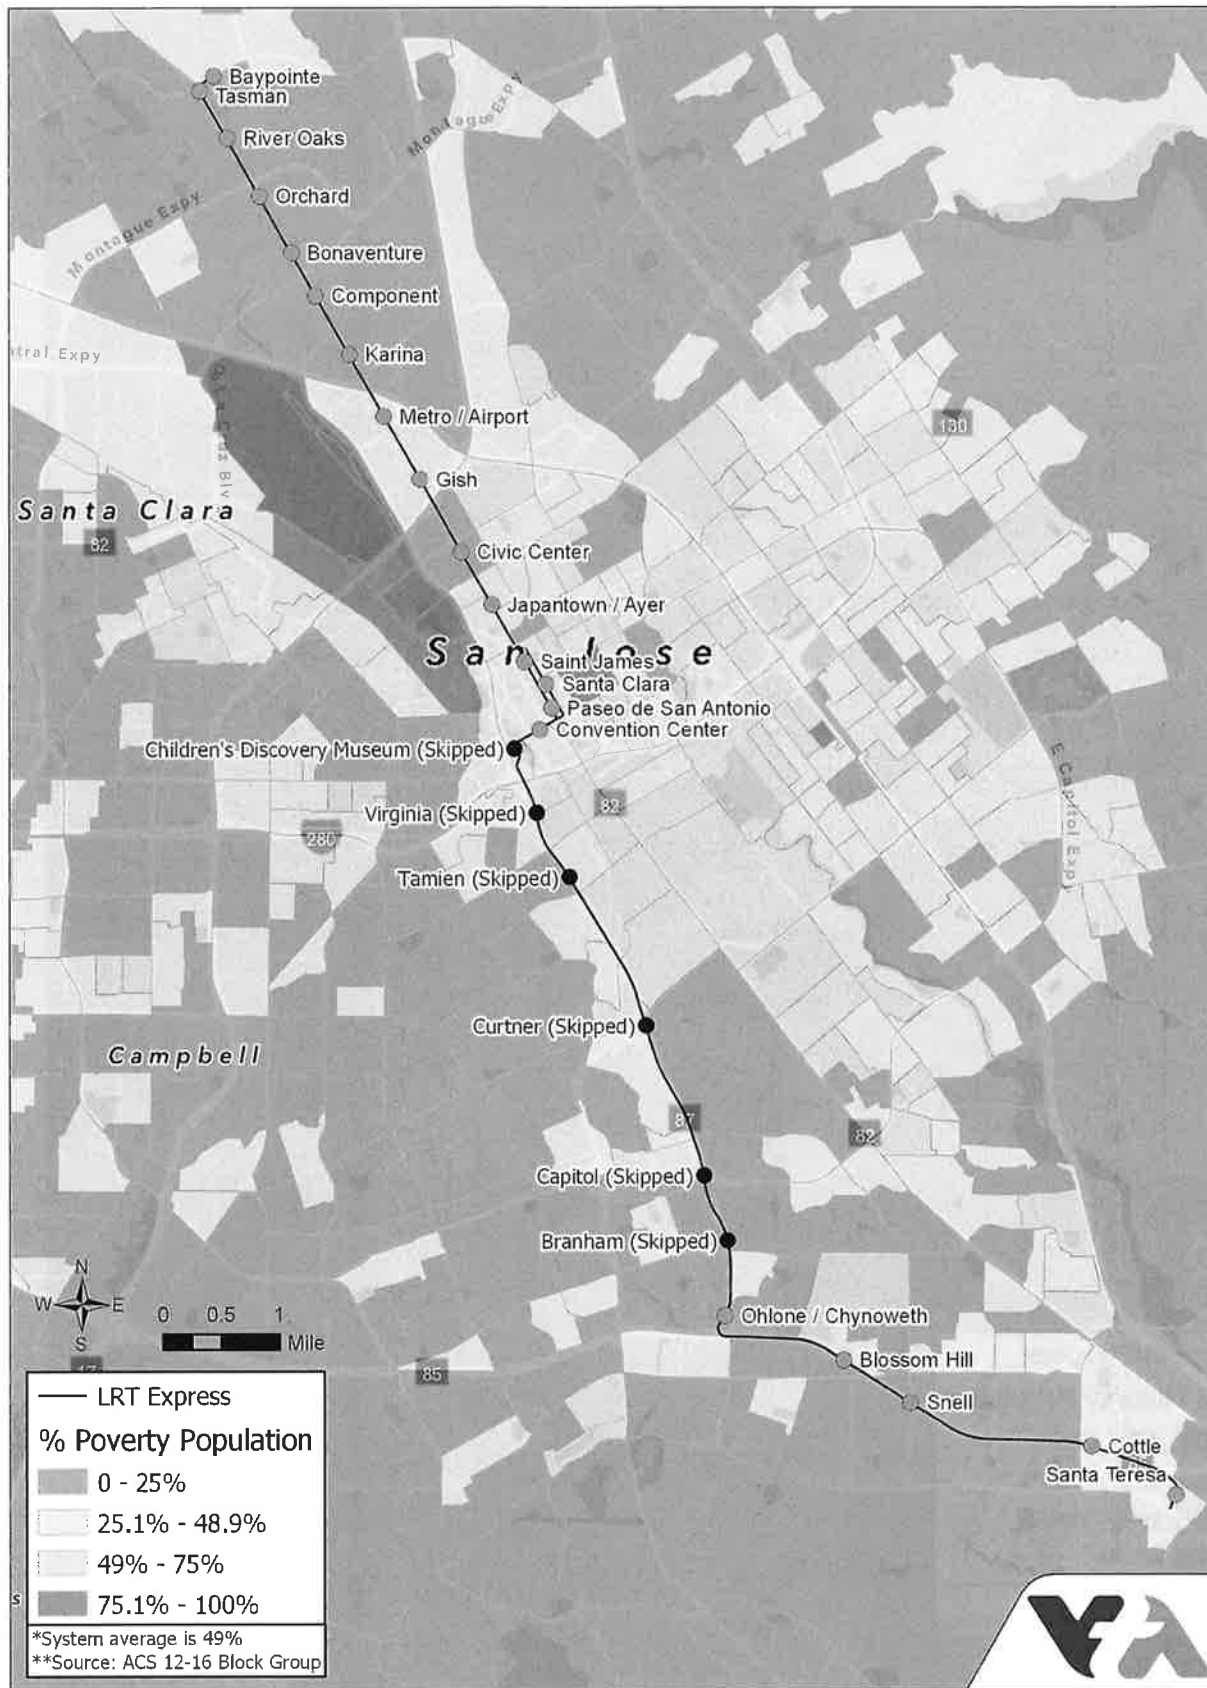 Baypointe
Tasman
River Oaks
Montague Expy
Orchard
Montague Expy
Bonaventure
Component
Karina
Metro / Airport
130
Gish
Santa Clara
82
Civic Center
Japantown / Ayer
San Jose
Saint James
Santa Clara
Paseo de San Antonio
Convention Center
Children's Discovery Museum (Skipped)
E Capitol Expy
82
Virginia (Skipped)
280
Tamien (Skipped)
Curtner (Skipped)
Campbell
87
82
Capitol (Skipped)
Branham (Skipped)
N
W E
S
0 0.5 1
Mile
Ohlone / Chynoweth
Blossom Hill
17
85
Snell
Cottle
Santa Teresa
LRT Express
% Poverty Population
0 - 25%
25.1% - 48.9%
49% - 75%
75.1% - 100%
*System average is 49%
**Source: ACS 12-16 Block Group
VTA